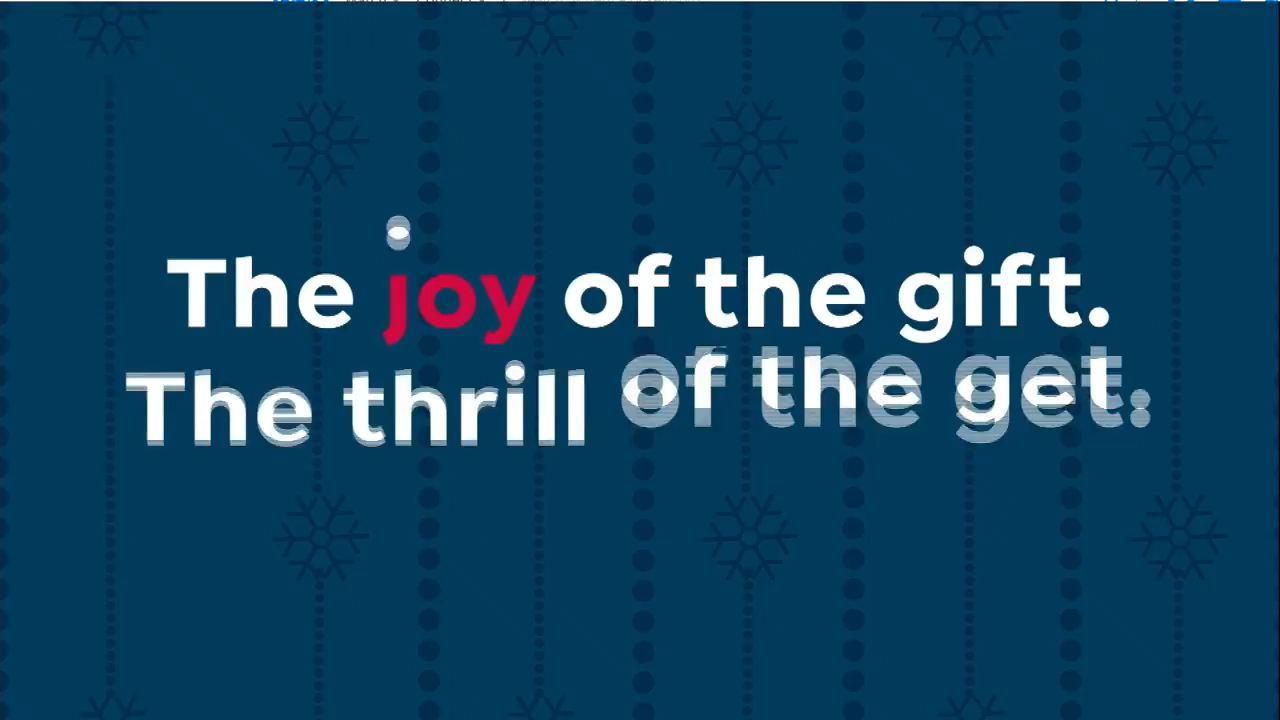 The joy of the gift.
The thrill of the get.